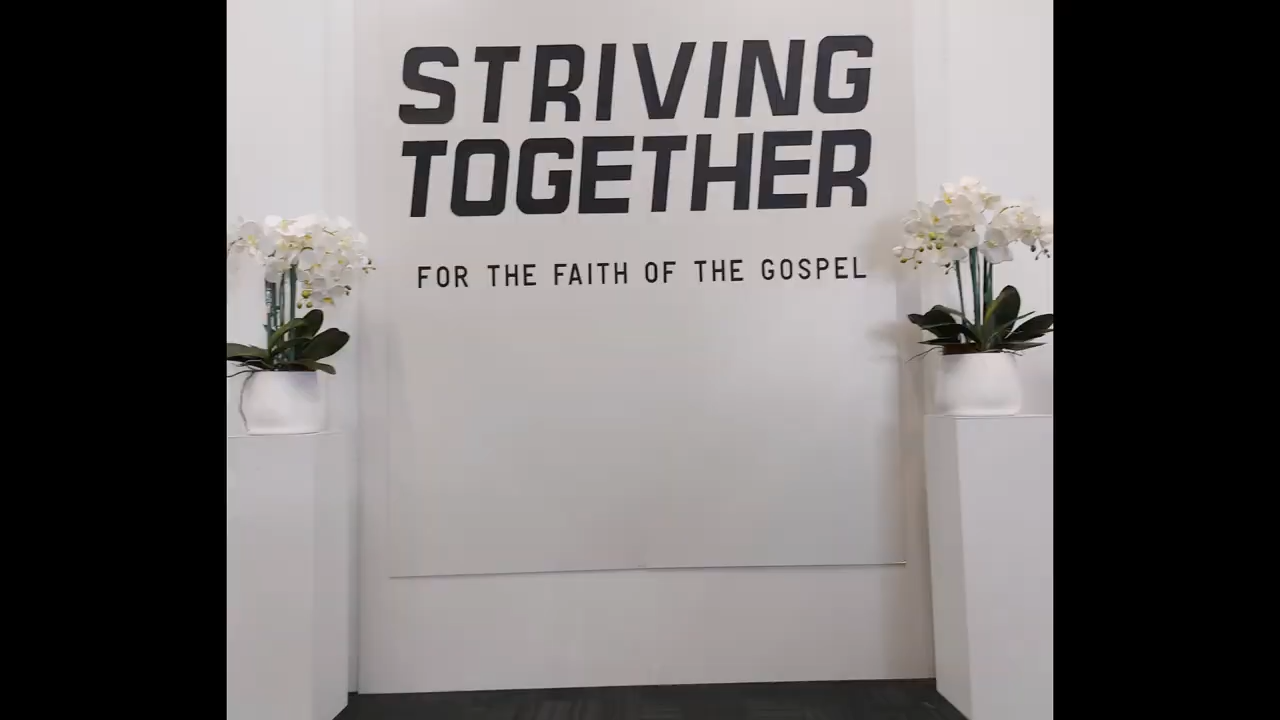 STRIVING
TOGETHER
FOR THE FAITH OF THE GOSPEL